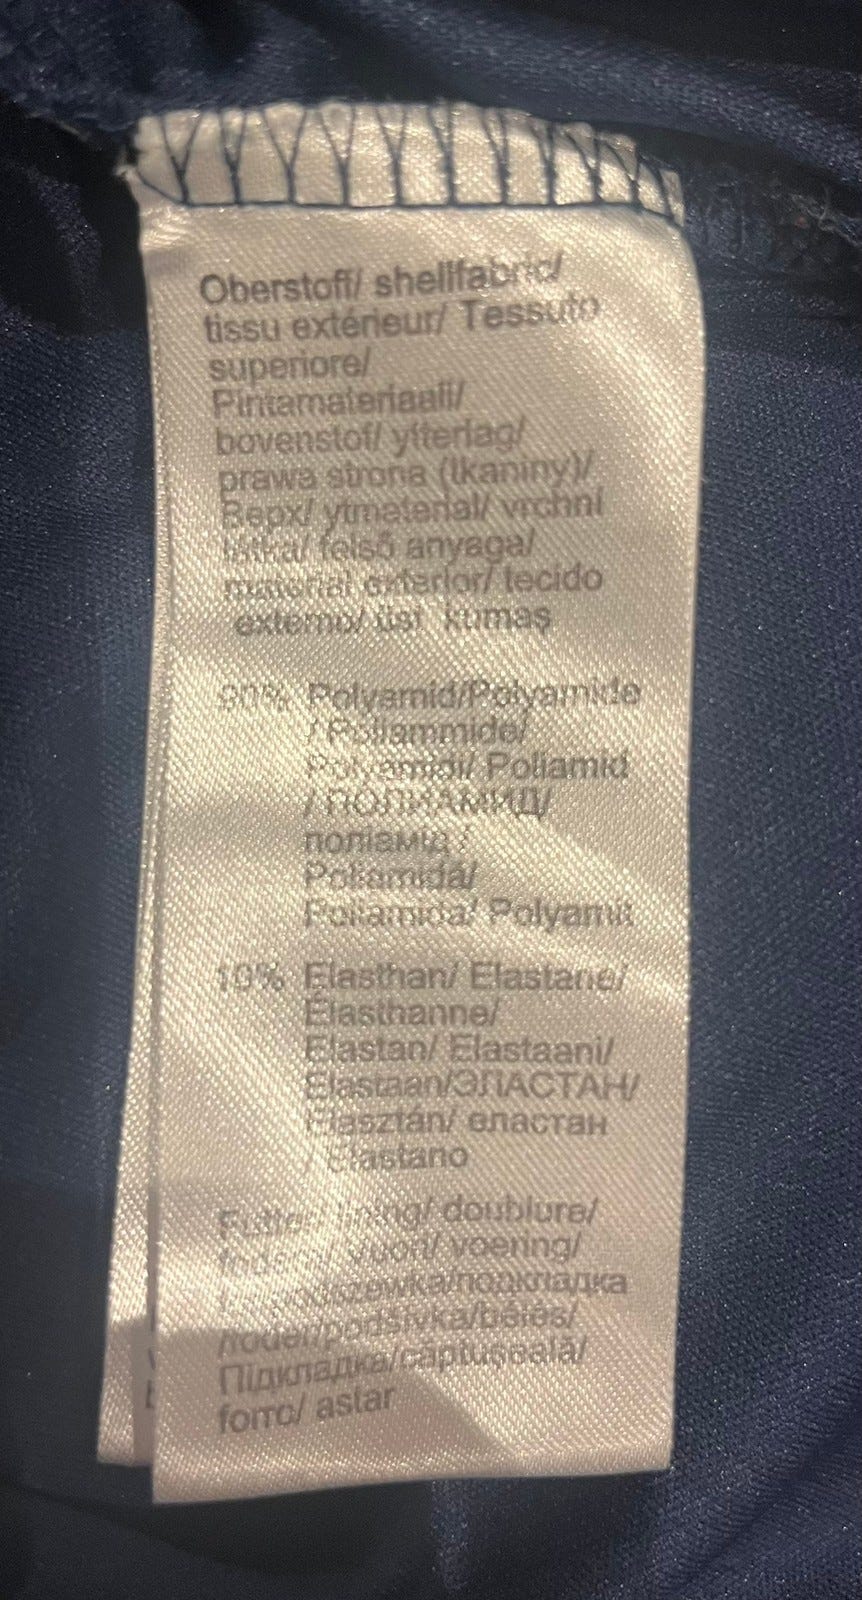 Oberstoff/ shellfabric/
tissu extérieur/ Tessuto
superiore/
Pintamateriaali/
bovenstof/ ytterlag/
prawa strona (tkaniny)/
Верх/ ytmaterial/ vrchní
látka/ felső anyaga/
material exterior/ tecido
externo/ üst kumaş
90% Polyamid/Polyamide
/ Poliammide/
Polyamidi/ Poliamid
/ ПОЛИАМИД/
поліамід /
Poliamidă/
Poliamida/ Polyamit
10% Elasthan/ Elastane/
Élasthanne/
Elastan/ Elastaani/
Elastaan/ЭЛАСТАН/
Elasztán/ еластан
/ Elastano
Futter/ lining/ doublure/
fodera/ vuori/ voering/
podszewka/подкладка
/foder/podšívka/bélés/
Підкладка/căptuşeală/
forro/ astar